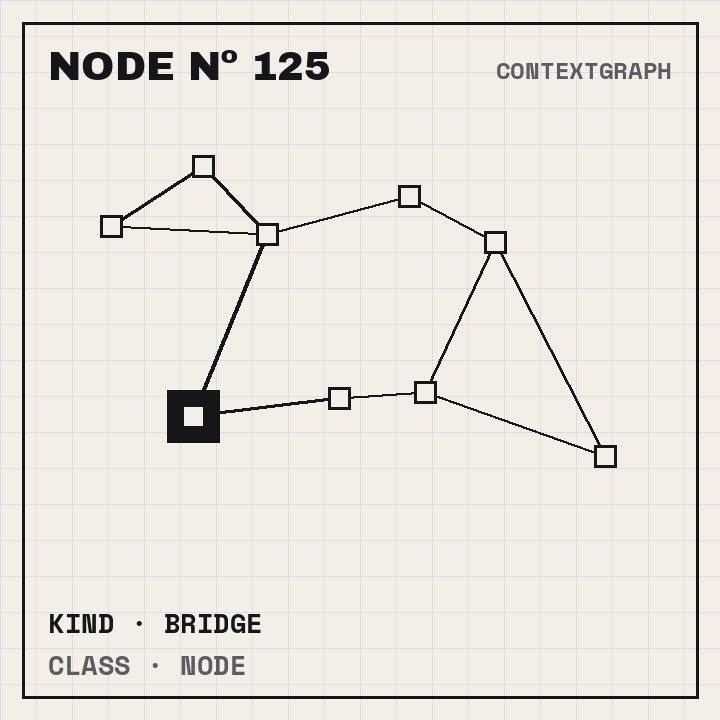 NODE Nº 125
CONTEXTGRAPH
KIND · BRIDGE
CLASS · NODE